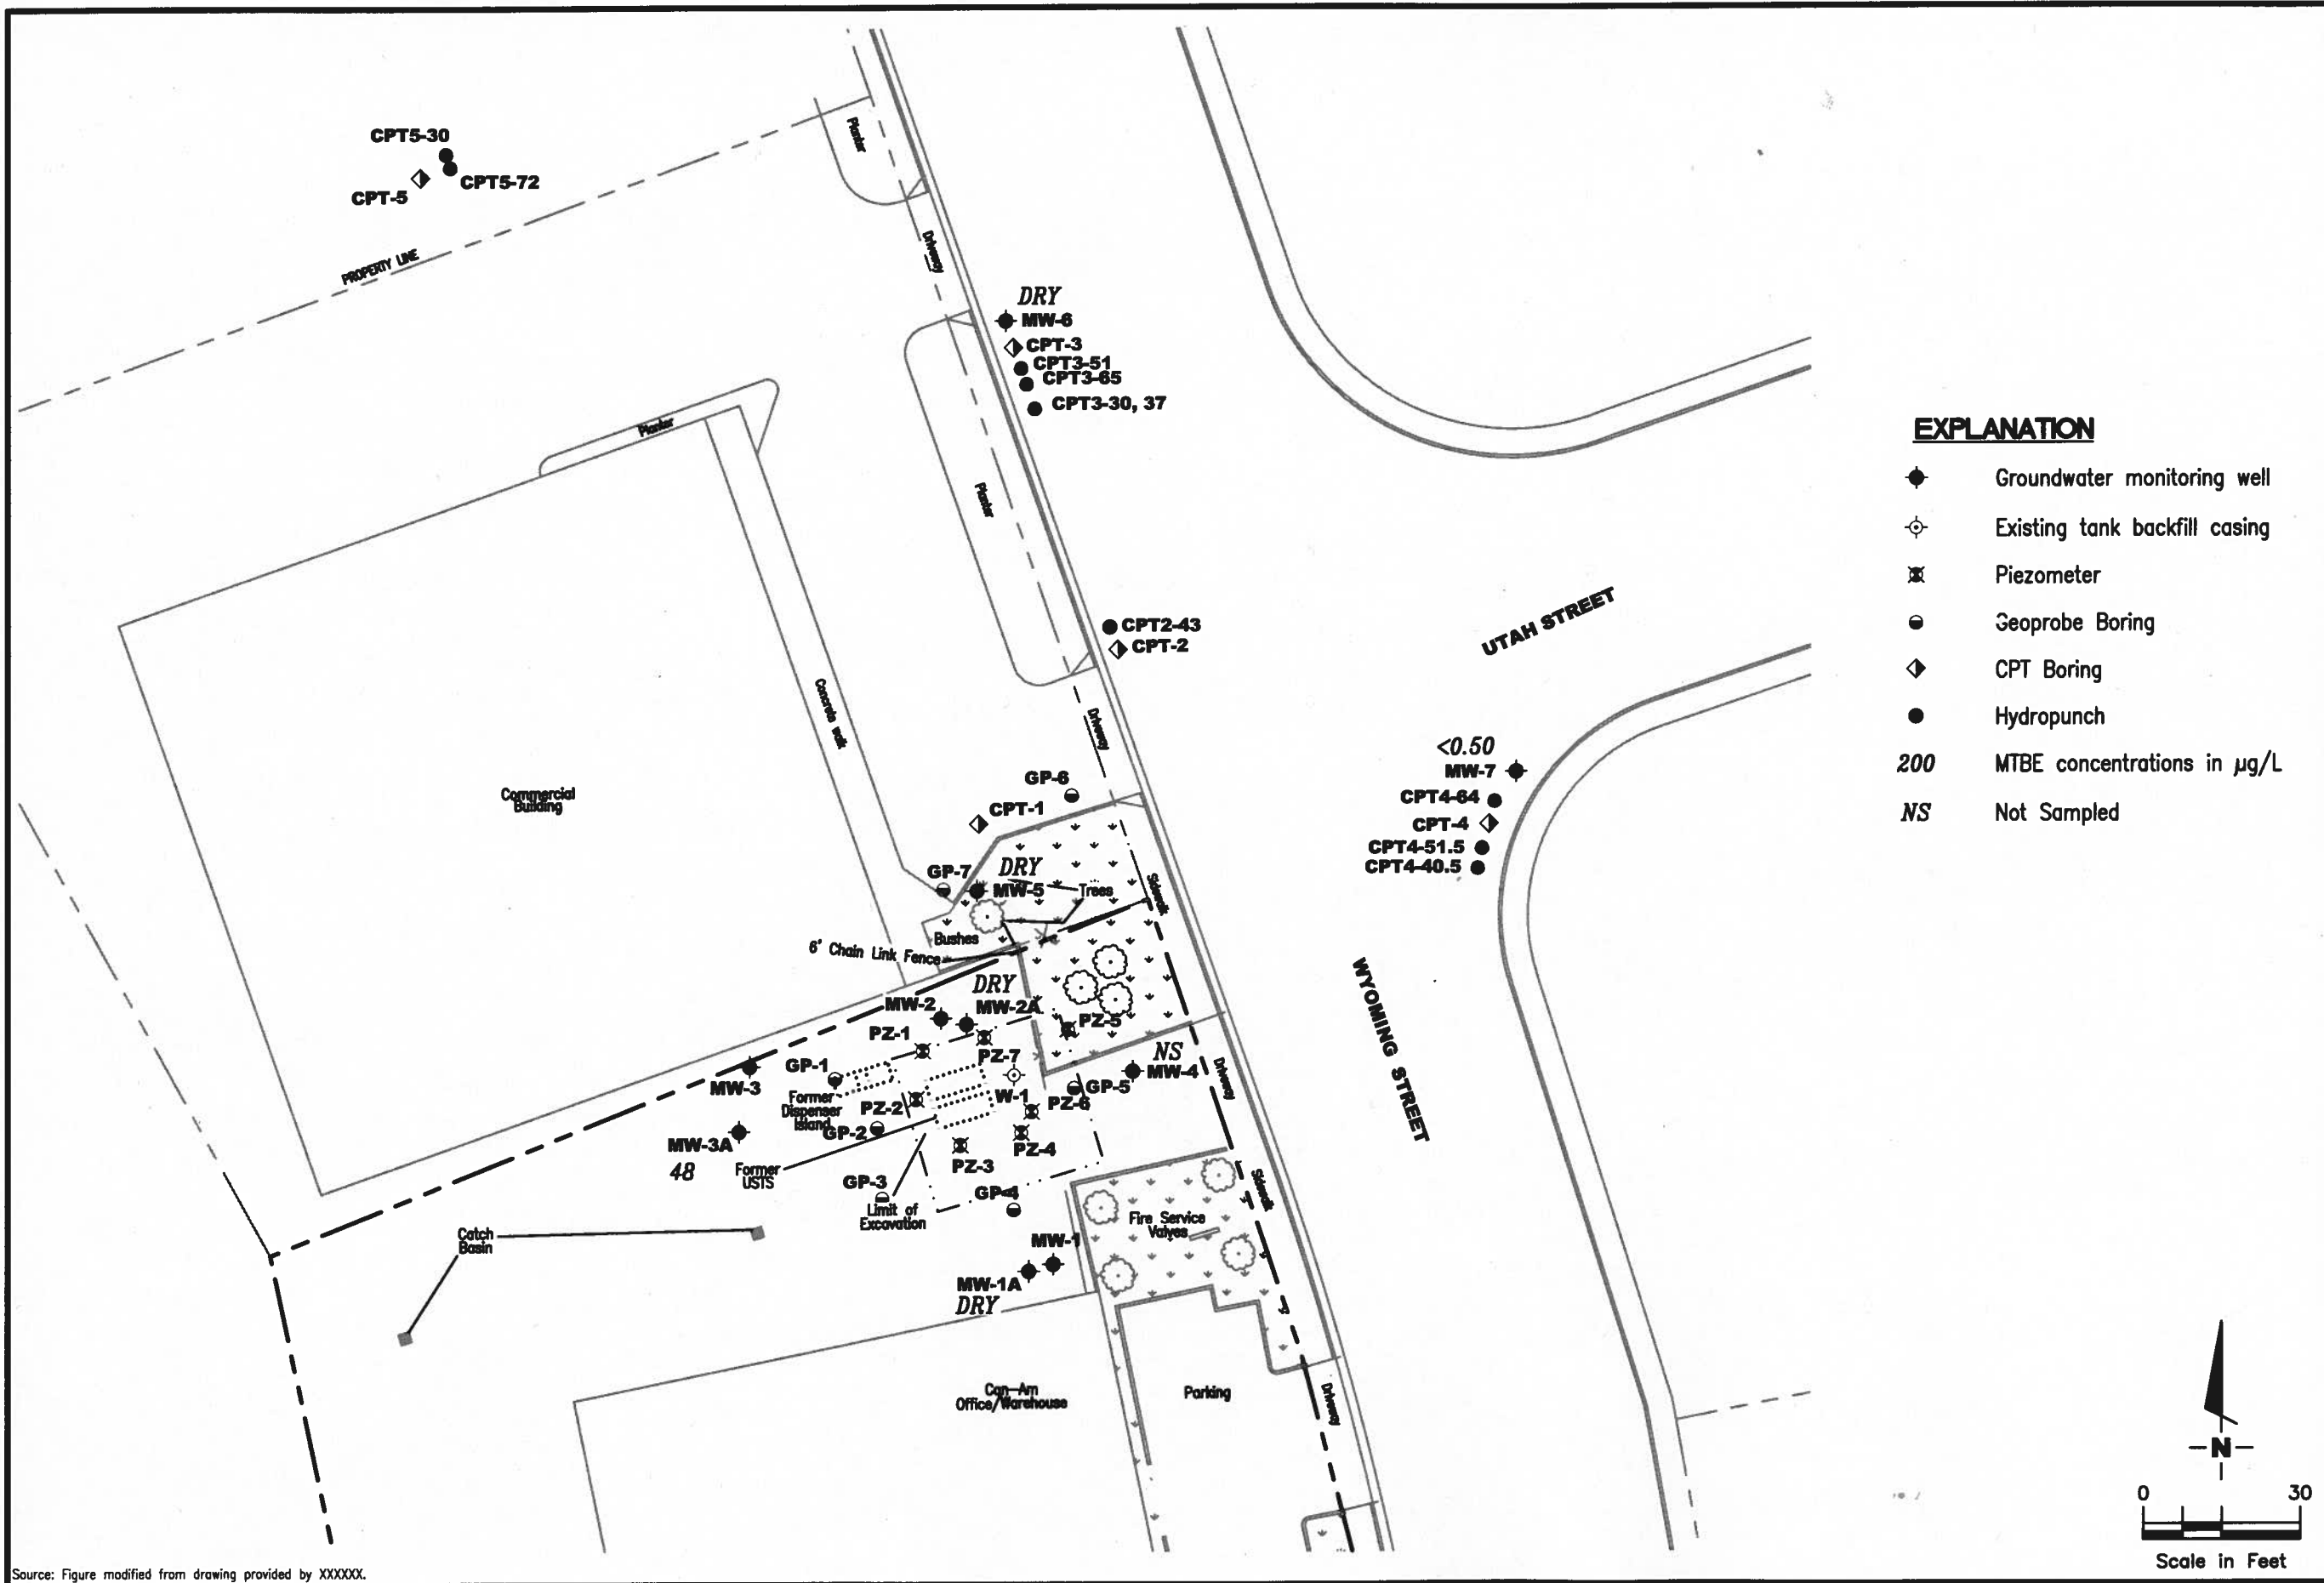 CPT5-30
CPT5-72
CPT-5
PROPERTY LINE
Planter
Driveway
DRY
MW-6
CPT-3
CPT3-51
CPT3-65
CPT3-30, 37
Planter
Planter
Concrete walk
Commercial
Building
CPT2-43
CPT-2
Driveway
UTAH STREET
WYOMING STREET
<0.50
MW-7
CPT4-64
CPT-4
CPT4-51.5
CPT4-40.5
GP-6
CPT-1
GP-7
DRY
MW-5
Trees
Sidewalk
Bushes
6' Chain Link Fence
DRY
MW-2
MW-2A
PZ-1
PZ-5
PZ-7
NS
MW-4
Driveway
GP-1
MW-3
GP-5
W-1
PZ-6
Former
Dispenser
Island
PZ-2
GP-2
PZ-4
PZ-3
MW-3A
48
Former
USTS
GP-3
Limit of
Excavation
GP-4
Sidewalk
Fire Service
Valves
Catch
Basin
MW-1
MW-1A
DRY
Can-Am
Office/Warehouse
Parking
Driveway
EXPLANATION
Groundwater monitoring well
Existing tank backfill casing
Piezometer
Geoprobe Boring
CPT Boring
Hydropunch
200 MTBE concentrations in µg/L
NS Not Sampled
N
0 30
Scale in Feet
Source: Figure modified from drawing provided by XXXXXX.